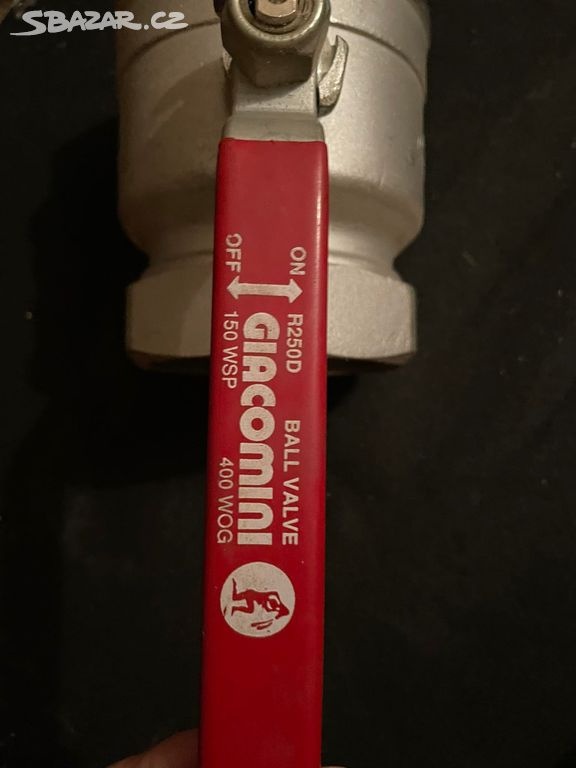 SBAZAR.CZ
ON
OFF
R250D BALL VALVE
GIACOMINI
150 WSP 400 WOG